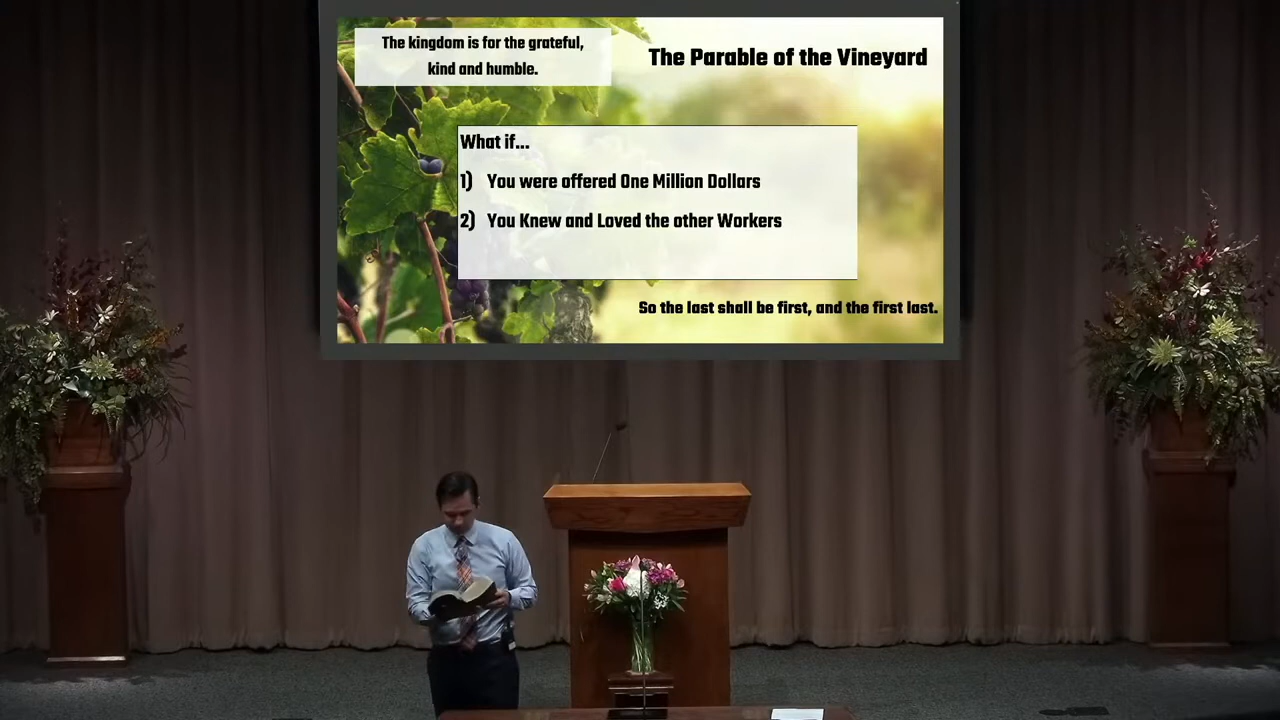 The kingdom is for the grateful,
kind and humble.
The Parable of the Vineyard
What if...
1) You were offered One Million Dollars
2) You Knew and Loved the other Workers
So the last shall be first, and the first last.